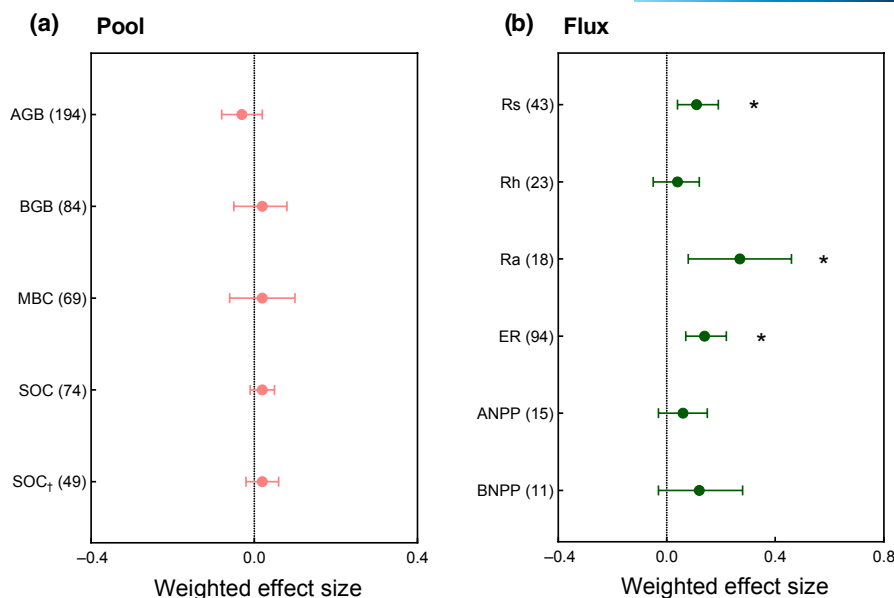 (a) Pool
AGB (194)
BGB (84)
MBC (69)
SOC (74)
SOC† (49)
−0.4 0.0 0.4
Weighted effect size
(b) Flux
Rs (43) *
Rh (23)
Ra (18) *
ER (94) *
ANPP (15)
BNPP (11)
−0.4 0.0 0.4 0.8
Weighted effect size